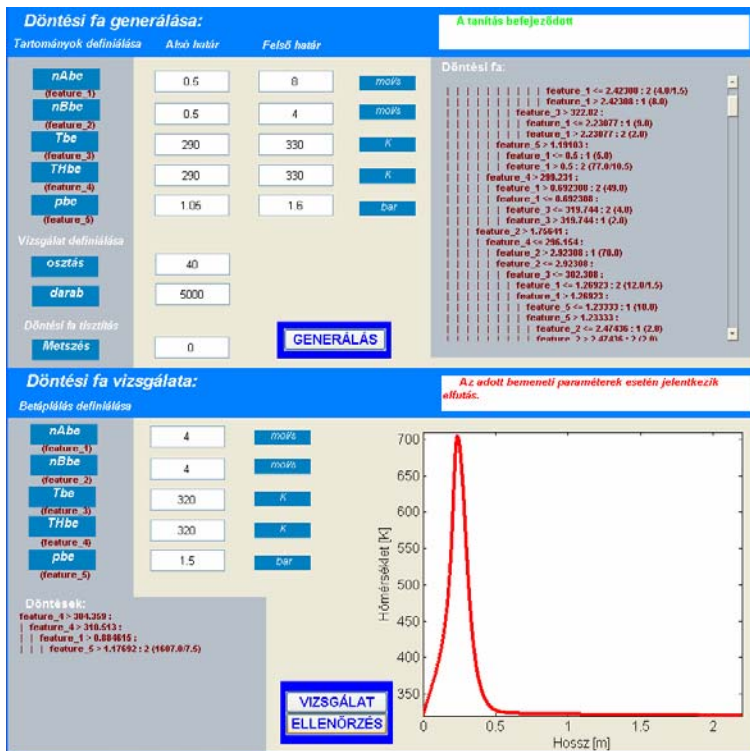 Döntési fa generálása:
A tanítás befejeződött
Tartományok definiálása Alsó határ Felső határ
Döntési fa:
nAbe 0.5 8 mol/s
(feature_1)
nBbe 0.5 4 mol/s
(feature_2)
Tbe 290 330 K
(feature_3)
THbe 290 330 K
(feature_4)
pbe 1.05 1.6 bar
(feature_5)
Vizsgálat definiálása
osztás 40
darab 5000
Döntési fa tisztítás
Metszés 0
GENERÁLÁS
| | | | | | | | | | feature_1 <= 2.42308 : 2 (4.0/1.5)
| | | | | | | | | | feature_1 > 2.42308 : 1 (8.0)
| | | | | | | feature_3 > 322.82 :
| | | | | | | | feature_1 <= 2.23077 : 1 (9.0)
| | | | | | | | feature_1 > 2.23077 : 2 (2.0)
| | | | | | feature_5 > 1.19103 :
| | | | | | | feature_1 <= 0.5 : 1 (5.0)
| | | | | | | feature_1 > 0.5 : 2 (77.0/10.5)
| | | | | feature_4 > 299.231 :
| | | | | | feature_1 > 0.692308 : 2 (49.0)
| | | | | | feature_1 <= 0.692308 :
| | | | | | | feature_3 <= 319.744 : 2 (4.0)
| | | | | | | feature_3 > 319.744 : 1 (2.0)
| | | | feature_2 > 1.75641 :
| | | | | feature_4 <= 296.154 :
| | | | | | feature_2 > 2.92308 : 1 (70.0)
| | | | | | feature_2 <= 2.92308 :
| | | | | | | feature_3 <= 302.308 :
| | | | | | | | feature_1 <= 1.26923 : 2 (12.0/1.5)
| | | | | | | | feature_1 > 1.26923 :
| | | | | | | | | feature_5 <= 1.23333 : 1 (10.0)
| | | | | | | | | feature_5 > 1.23333 :
| | | | | | | | | | feature_2 <= 2.47436 : 1 (2.0)
| | | | | | | | | | feature_2 > 2.47436 : 2 (2.0)
Döntési fa vizsgálata:
Az adott bemeneti paraméterek esetén jelentkezik
elfutás.
Betáplálás definiálása
nAbe 4 mol/s
(feature_1)
nBbe 4 mol/s
(feature_2)
Tbe 320 K
(feature_3)
THbe 320 K
(feature_4)
pbe 1.5 bar
(feature_5)
Döntések:
feature_4 > 304.359 :
| feature_4 > 310.513 :
| | feature_1 > 0.884615 :
| | | feature_5 > 1.17692 : 2 (1607.0/7.5)
VIZSGÁLAT
ELLENŐRZÉS
Hőmérséklet [K]
700
650
600
550
500
450
400
350
0 0.5 1 1.5 2
Hossz [m]